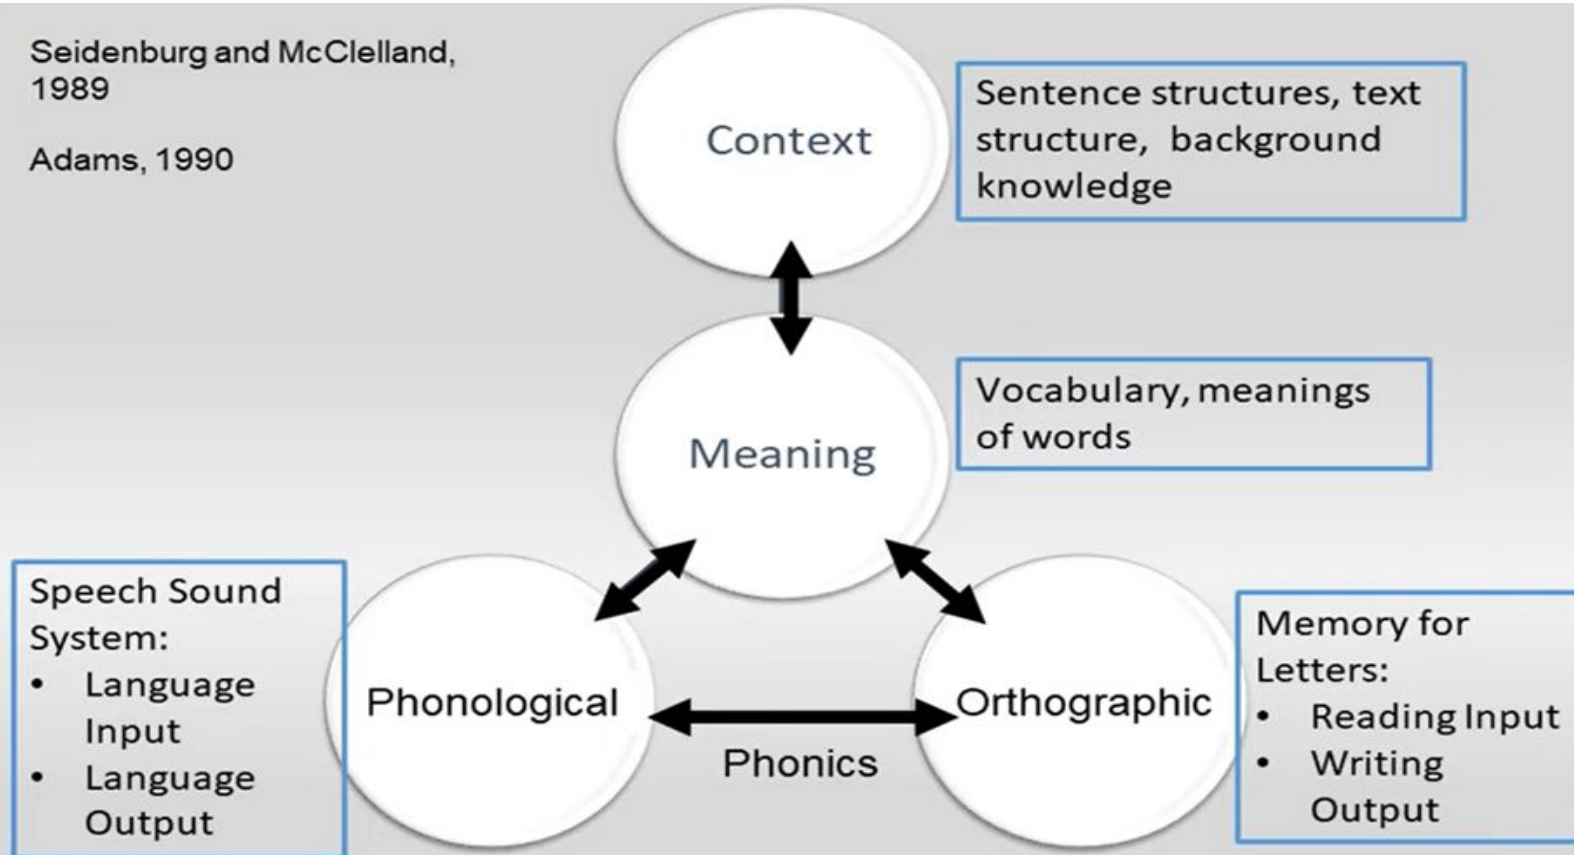 Seidenburg and McClelland,
1989
Adams, 1990
Context
Sentence structures, text
structure, background
knowledge
Meaning
Vocabulary, meanings
of words
Speech Sound
System:
• Language
Input
• Language
Output
Phonological
Phonics
Orthographic
Memory for
Letters:
• Reading Input
• Writing
Output